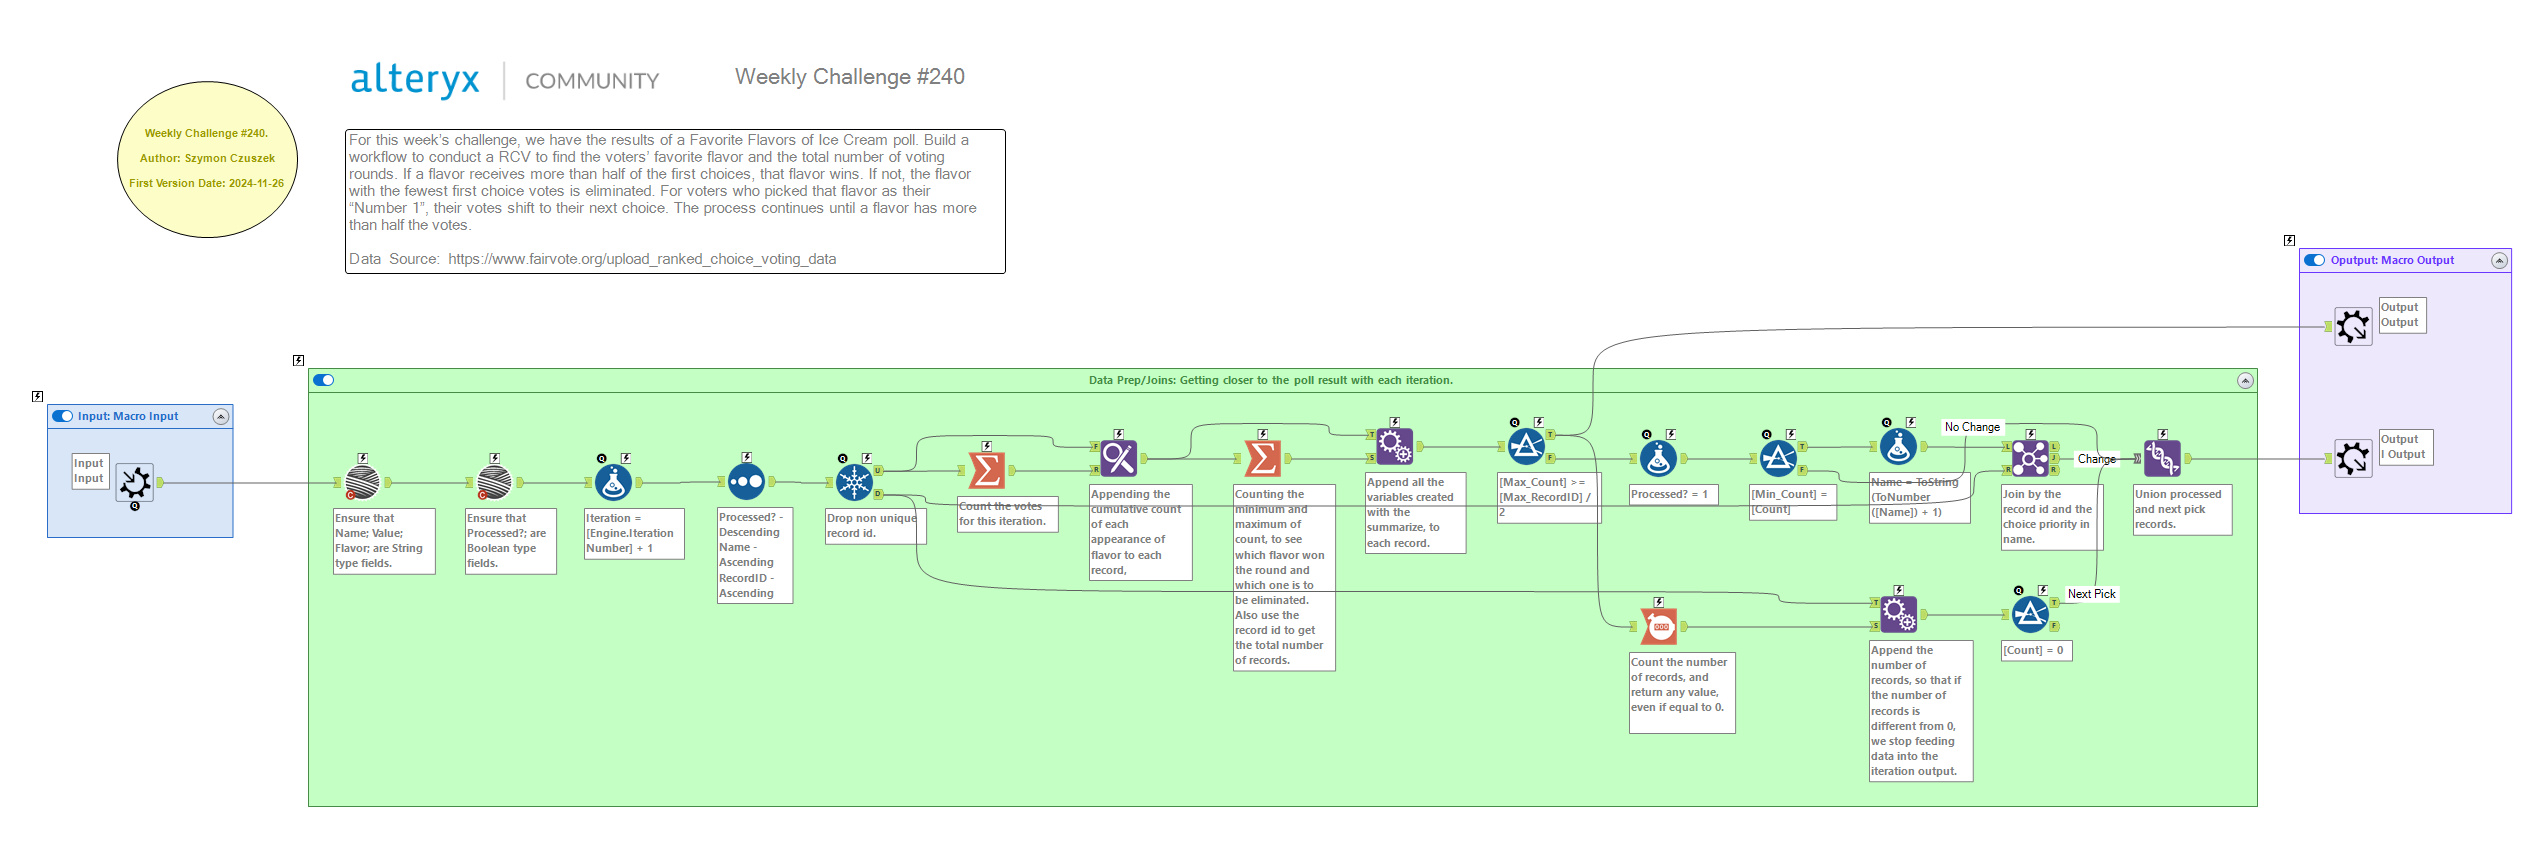 alteryx
COMMUNITY
Weekly Challenge #240
Weekly Challenge #240.
Author: Szymon Czuszek
First Version Date: 2024-11-26
For this week's challenge, we have the results of a Favorite Flavors of Ice Cream poll. Build a
workflow to conduct a RCV to find the voters' favorite flavor and the total number of voting
rounds. If a flavor receives more than half of the first choices, that flavor wins. If not, the flavor
with the fewest first choice votes is eliminated. For voters who picked that flavor as their
“Number 1”, their votes shift to their next choice. The process continues until a flavor has more
than half the votes.
Data Source: https://www.fairvote.org/upload_ranked_choice_voting_data
Input: Macro Input
Input
Input
Q
Data Prep/Joins: Getting closer to the poll result with each iteration.
C
Ensure that
Name; Value;
Flavor; are String
type fields.
C
Ensure that
Processed?; are
Boolean type
fields.
Q
Iteration =
[Engine.Iteration
Number] + 1
Processed? -
Descending
Name -
Ascending
RecordID -
Ascending
Q
U
D
Drop non unique
record id.
Count the votes
for this iteration.
F
R
Appending the
cumulative count
of each
appearance of
flavor to each
record,
Counting the
minimum and
maximum of
count, to see
which flavor won
the round and
which one is to
be eliminated.
Also use the
record id to get
the total number
of records.
T
S
Append all the
variables created
with the
summarize, to
each record.
Q
T
F
[Max_Count] >=
[Max_RecordID] /
2
Q
Processed? = 1
Q
T
F
[Min_Count] =
[Count]
Q
Name = ToString
(ToNumber
([Name]) + 1)
No Change
L
R
L
J
R
Change
Join by the
record id and the
choice priority in
name.
Union processed
and next pick
records.
Count the number
of records, and
return any value,
even if equal to 0.
T
S
Append the
number of
records, so that if
the number of
records is
different from 0,
we stop feeding
data into the
iteration output.
Q
T
F
Next Pick
[Count] = 0
Oputput: Macro Output
Output
Output
Output
I Output